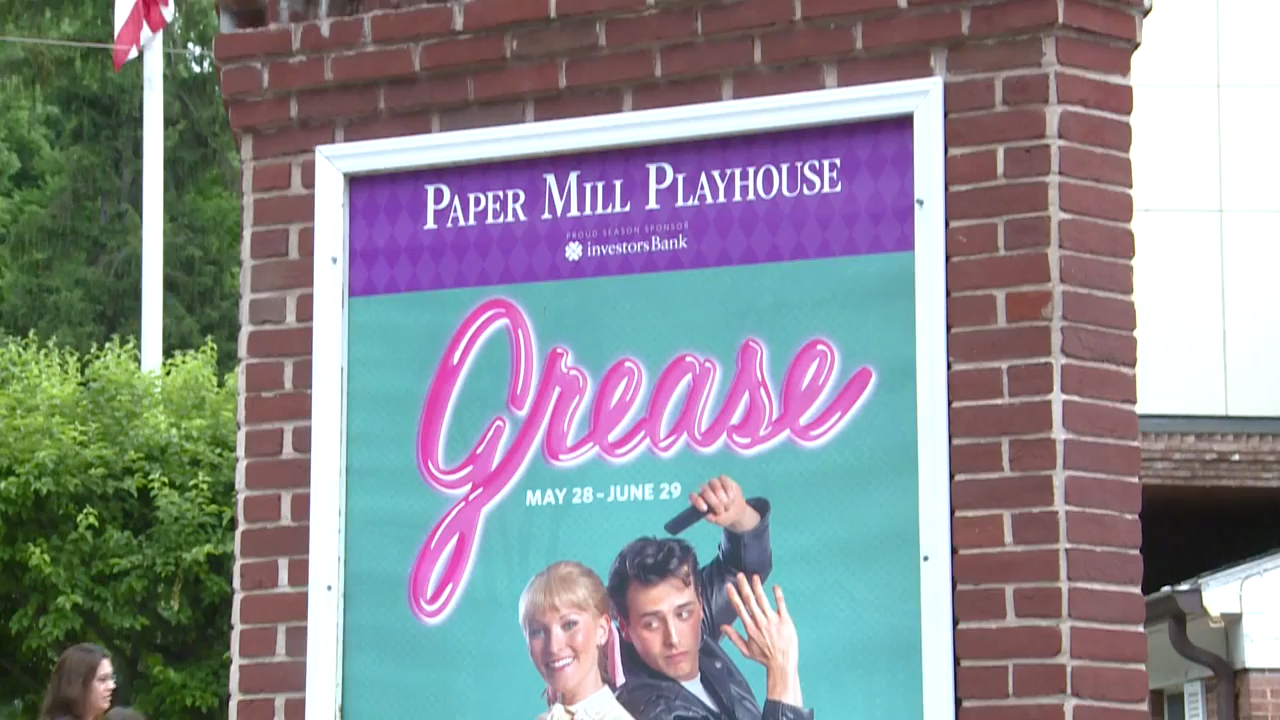 PAPER MILL PLAYHOUSE
PROUD SEASON SPONSOR
investorsBank
Grease
MAY 28-JUNE 29